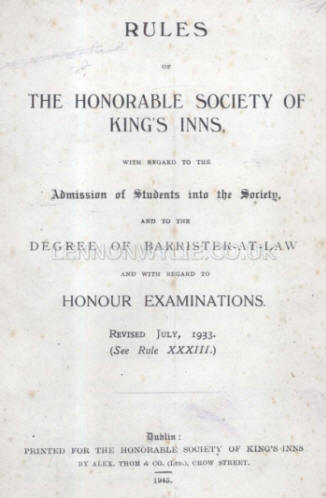 RULES
OF
THE HONORABLE SOCIETY OF
KING'S INNS,
WITH REGARD TO THE
Admission of Students into the Society,
AND TO THE
DEGREE OF BARRISTER-AT-LAW
LENNONWYLIE.CO.UK
AND WITH REGARD TO
HONOUR EXAMINATIONS.
REVISED JULY, 1933.
(See Rule XXXIII.)
Dublin:
PRINTED FOR THE HONORABLE SOCIETY OF KING'S INNS
BY ALEX. THOM & CO. (LTD.), CROW STREET.
1945.